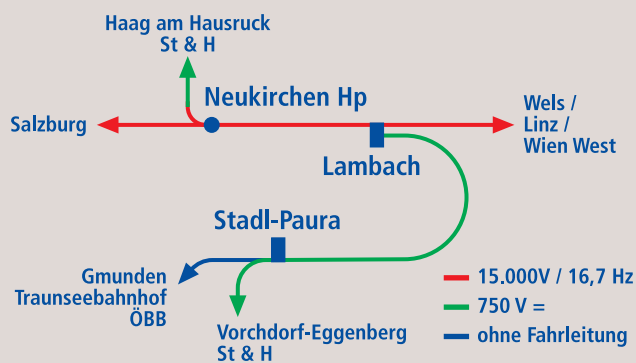 Haag am Hausruck
St & H
Neukirchen Hp
Salzburg
Wels /
Linz /
Wien West
Lambach
Stadl-Paura
Gmunden
Traunseebahnhof
ÖBB
Vorchdorf-Eggenberg
St & H
15.000V / 16,7 Hz
750 V =
ohne Fahrleitung